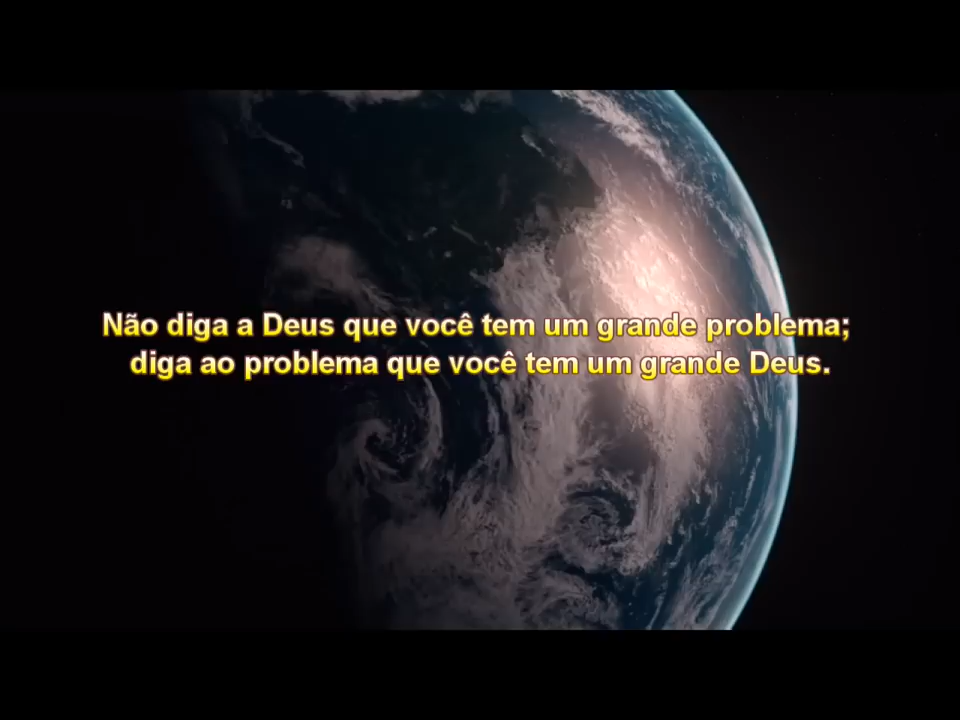 Não diga a Deus que você tem um grande problema;
diga ao problema que você tem um grande Deus.